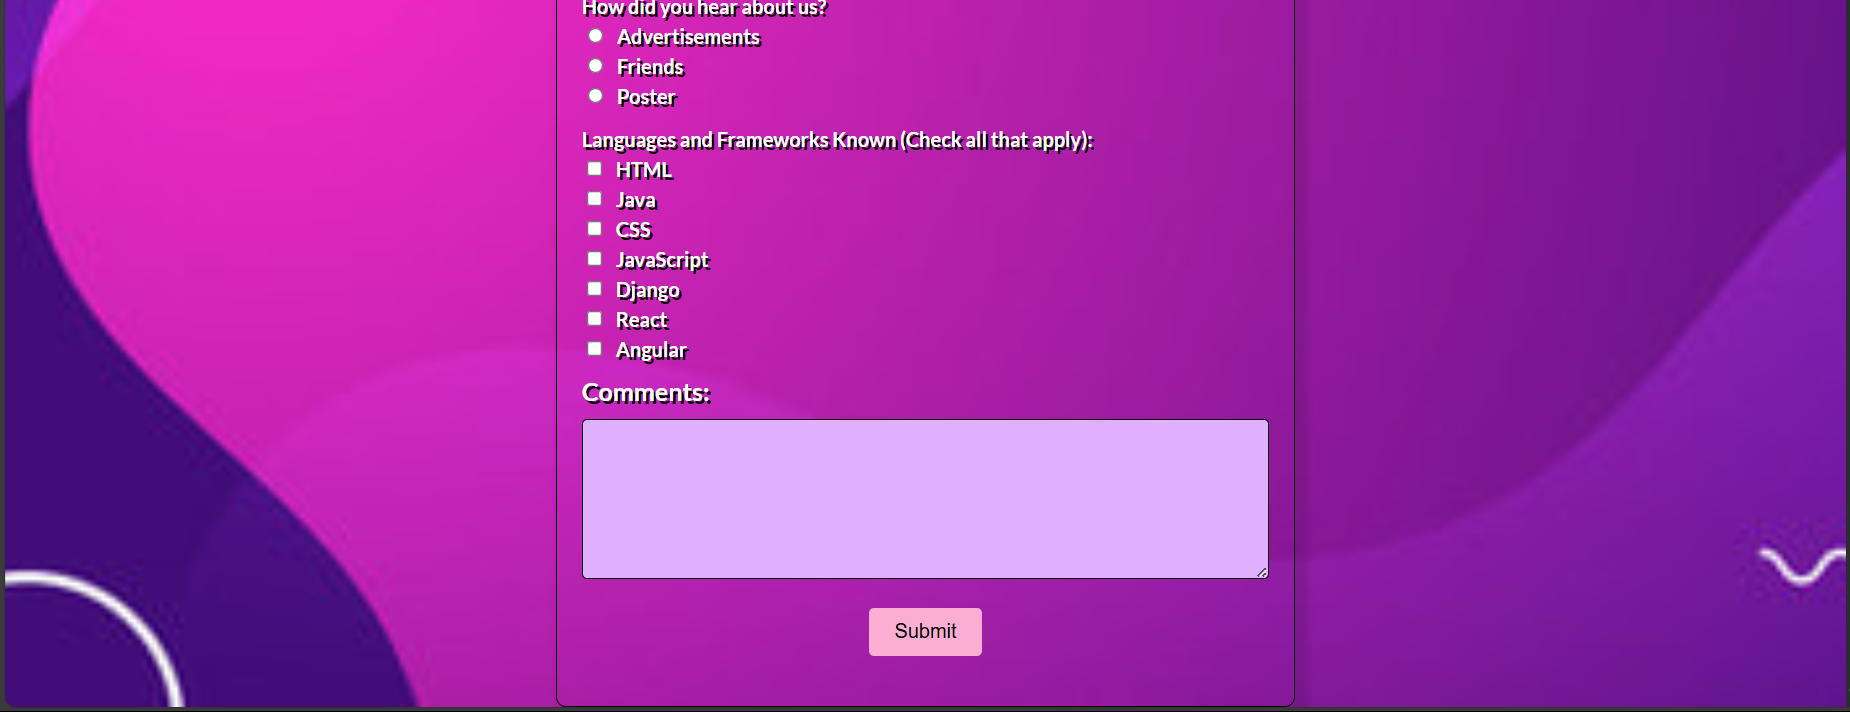 How did you hear about us?
Advertisements
Friends
Poster
Languages and Frameworks Known (Check all that apply):
HTML
Java
CSS
JavaScript
Django
React
Angular
Comments:
Submit